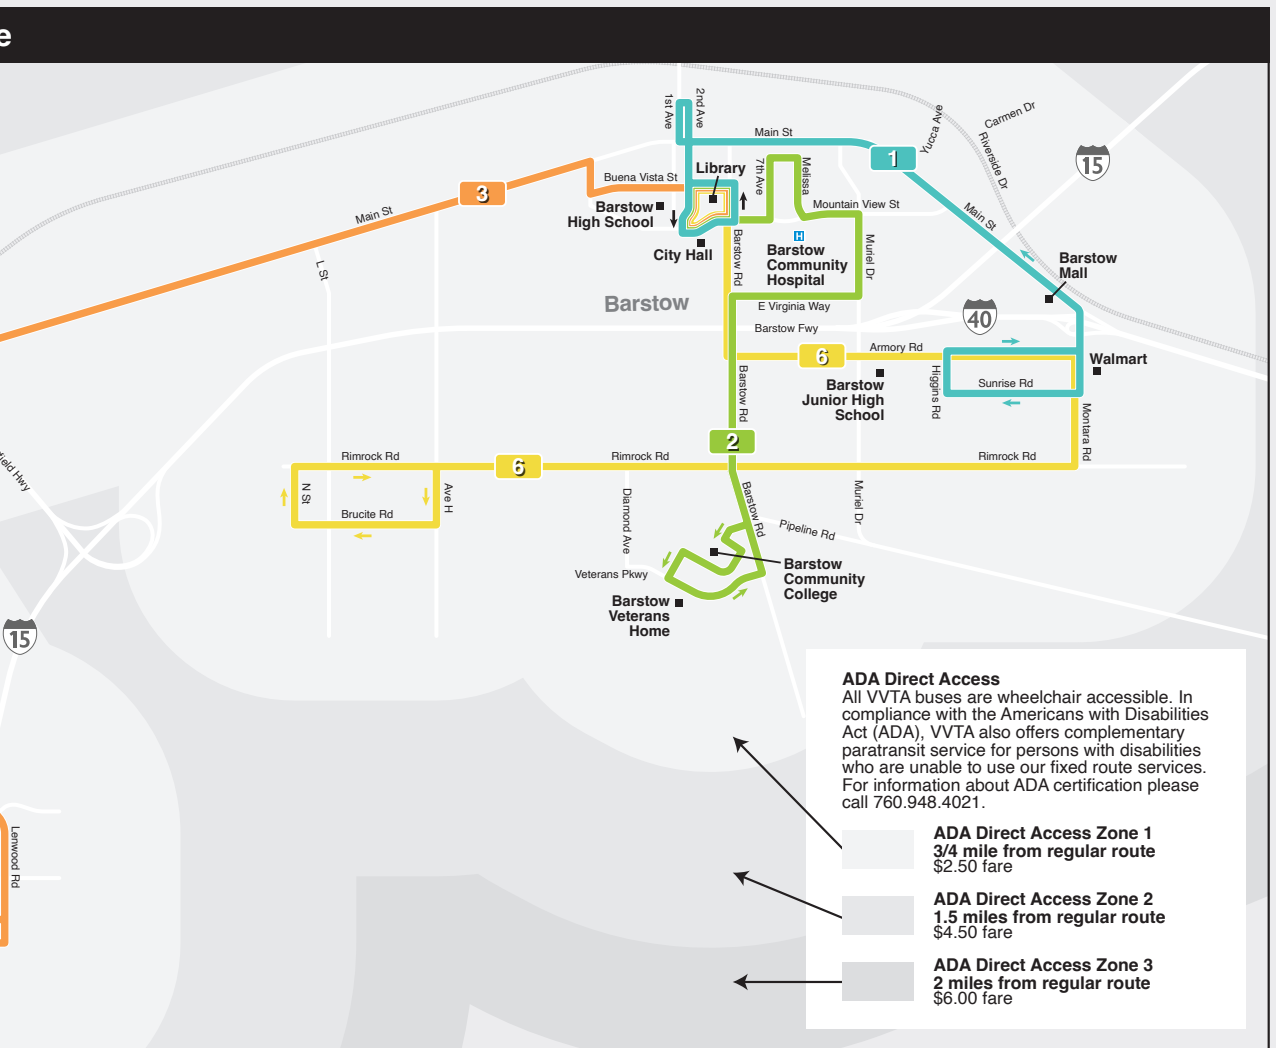 e
1st Ave
2nd Ave
Main St
1
Yucca Ave
Carmen Dr
Riverside Dr
15
3
Main St
Buena Vista St
Library
7th Ave
Melissa
Barstow
High School
City Hall
Mountain View St
H
Barstow
Community
Hospital
Barstow Rd
Muriel Dr
Main St
Barstow
Mall
L St
Barstow
E Virginia Way
Barstow Fwy
40
6
Armory Rd
Walmart
Barstow
Junior High
School
Higgins Rd
Sunrise Rd
Barstow Rd
Montara Rd
2
Rimrock Rd
6
Rimrock Rd
Rimrock Rd
field Hwy
N St
Ave H
Brucite Rd
Diamond Ave
Barstow Rd
Muriel Dr
Pipeline Rd
Veterans Pkwy
Barstow
Community
College
Barstow
Veterans
Home
15
Lenwood Rd
ADA Direct Access
All VVTA buses are wheelchair accessible. In
compliance with the Americans with Disabilities
Act (ADA), VVTA also offers complementary
paratransit service for persons with disabilities
who are unable to use our fixed route services.
For information about ADA certification please
call 760.948.4021.
ADA Direct Access Zone 1
3/4 mile from regular route
$2.50 fare
ADA Direct Access Zone 2
1.5 miles from regular route
$4.50 fare
ADA Direct Access Zone 3
2 miles from regular route
$6.00 fare